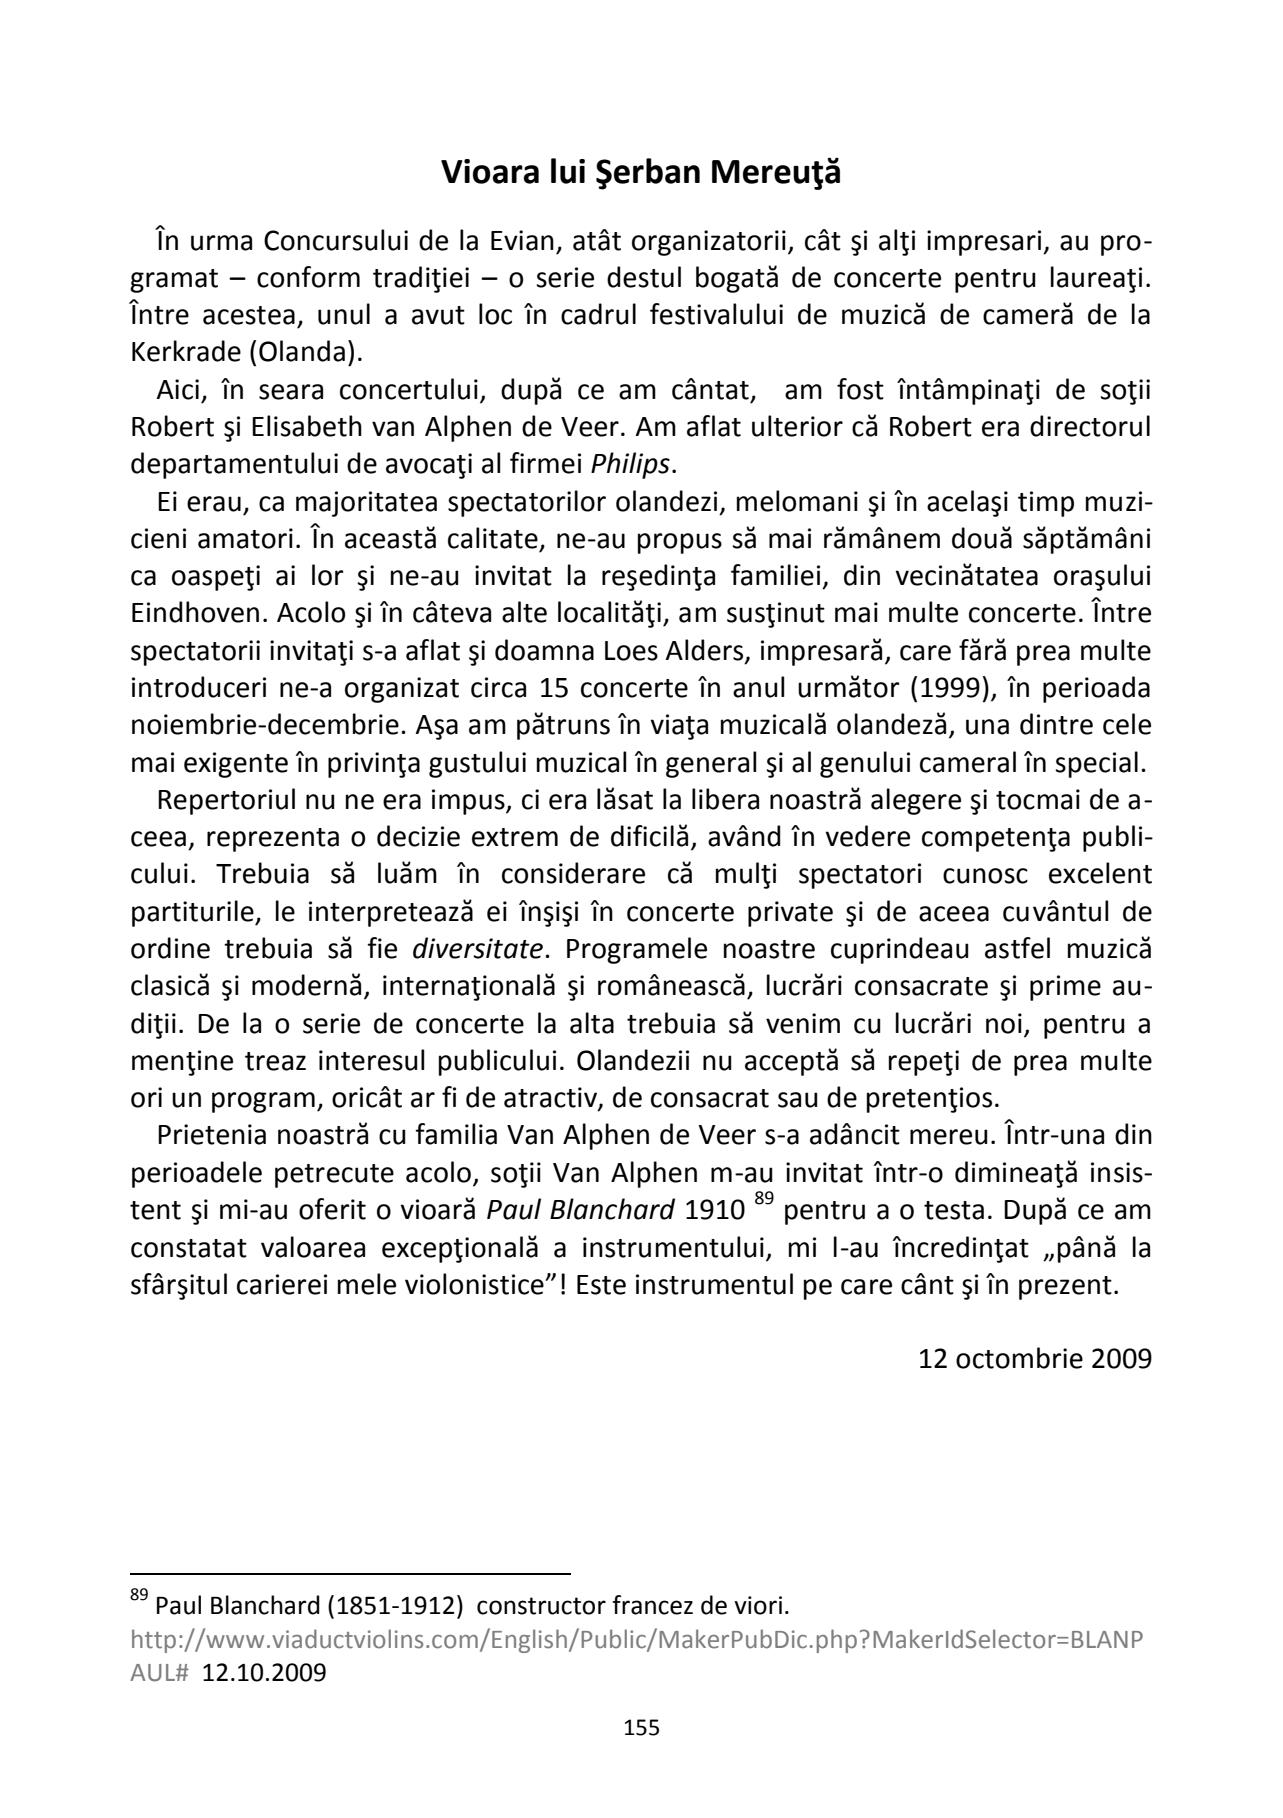 Vioara lui Şerban Mereuţă
În urma Concursului de la Evian, atât organizatorii, cât şi alţi impresari, au pro-
gramat – conform tradiţiei – o serie destul bogată de concerte pentru laureaţi.
Între acestea, unul a avut loc în cadrul festivalului de muzică de cameră de la
Kerkrade (Olanda).
Aici, în seara concertului, după ce am cântat, am fost întâmpinaţi de soţii
Robert şi Elisabeth van Alphen de Veer. Am aflat ulterior că Robert era directorul
departamentului de avocaţi al firmei Philips.
Ei erau, ca majoritatea spectatorilor olandezi, melomani şi în acelaşi timp muzi-
cieni amatori. În această calitate, ne-au propus să mai rămânem două săptămâni
ca oaspeţi ai lor şi ne-au invitat la reşedinţa familiei, din vecinătatea oraşului
Eindhoven. Acolo şi în câteva alte localităţi, am susţinut mai multe concerte. Între
spectatorii invitaţi s-a aflat şi doamna Loes Alders, impresară, care fără prea multe
introduceri ne-a organizat circa 15 concerte în anul următor (1999), în perioada
noiembrie-decembrie. Aşa am pătruns în viaţa muzicală olandeză, una dintre cele
mai exigente în privinţa gustului muzical în general şi al genului cameral în special.
Repertoriul nu ne era impus, ci era lăsat la libera noastră alegere şi tocmai de a-
ceea, reprezenta o decizie extrem de dificilă, având în vedere competenţa publi-
cului. Trebuia să luăm în considerare că mulţi spectatori cunosc excelent
partiturile, le interpretează ei înşişi în concerte private şi de aceea cuvântul de
ordine trebuia să fie diversitate. Programele noastre cuprindeau astfel muzică
clasică şi modernă, internaţională şi românească, lucrări consacrate şi prime au-
diţii. De la o serie de concerte la alta trebuia să venim cu lucrări noi, pentru a
menţine treaz interesul publicului. Olandezii nu acceptă să repeţi de prea multe
ori un program, oricât ar fi de atractiv, de consacrat sau de pretenţios.
Prietenia noastră cu familia Van Alphen de Veer s-a adâncit mereu. Într-una din
perioadele petrecute acolo, soţii Van Alphen m-au invitat într-o dimineaţă insis-
tent şi mi-au oferit o vioară Paul Blanchard 1910 89 pentru a o testa. După ce am
constatat valoarea excepţională a instrumentului, mi l-au încredinţat „până la
sfârşitul carierei mele violonistice”! Este instrumentul pe care cânt şi în prezent.
12 octombrie 2009
89 Paul Blanchard (1851-1912) constructor francez de viori.
http://www.viaductviolins.com/English/Public/MakerPubDic.php?MakerIdSelector=BLANP
AUL# 12.10.2009
155